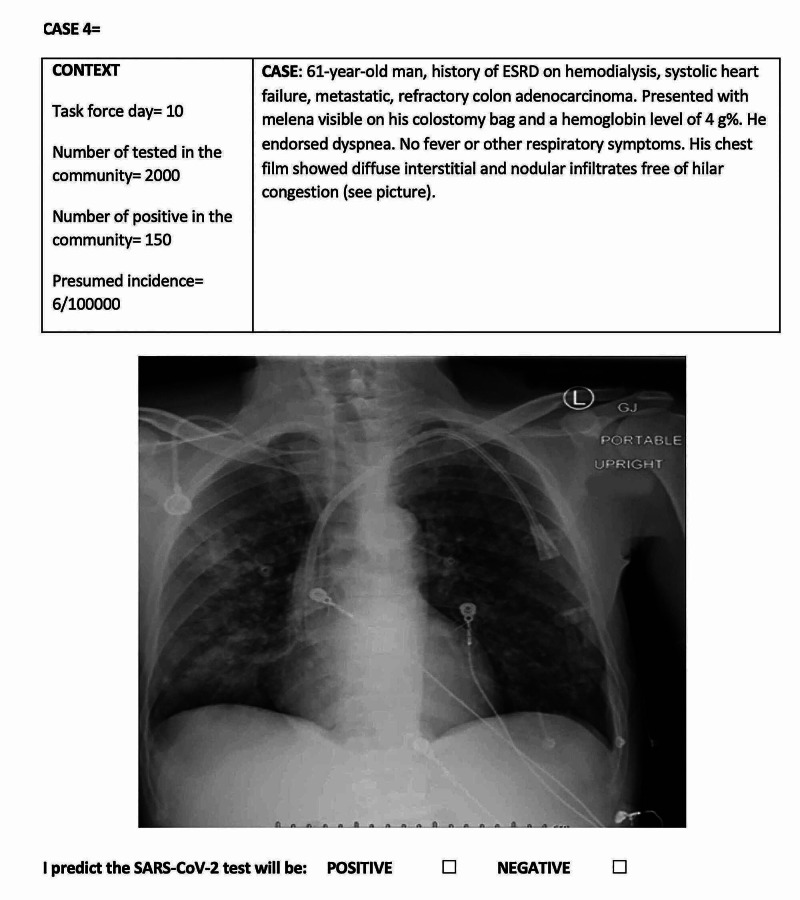 CASE 4=
CONTEXT
Task force day= 10
Number of tested in the
community= 2000
Number of positive in the
community= 150
Presumed incidence=
6/100000
CASE: 61-year-old man, history of ESRD on hemodialysis, systolic heart
failure, metastatic, refractory colon adenocarcinoma. Presented with
melena visible on his colostomy bag and a hemoglobin level of 4 g%. He
endorsed dyspnea. No fever or other respiratory symptoms. His chest
film showed diffuse interstitial and nodular infiltrates free of hilar
congestion (see picture).
L
GJ
PORTABLE
UPRIGHT
I predict the SARS-CoV-2 test will be: POSITIVE ☐ NEGATIVE ☐